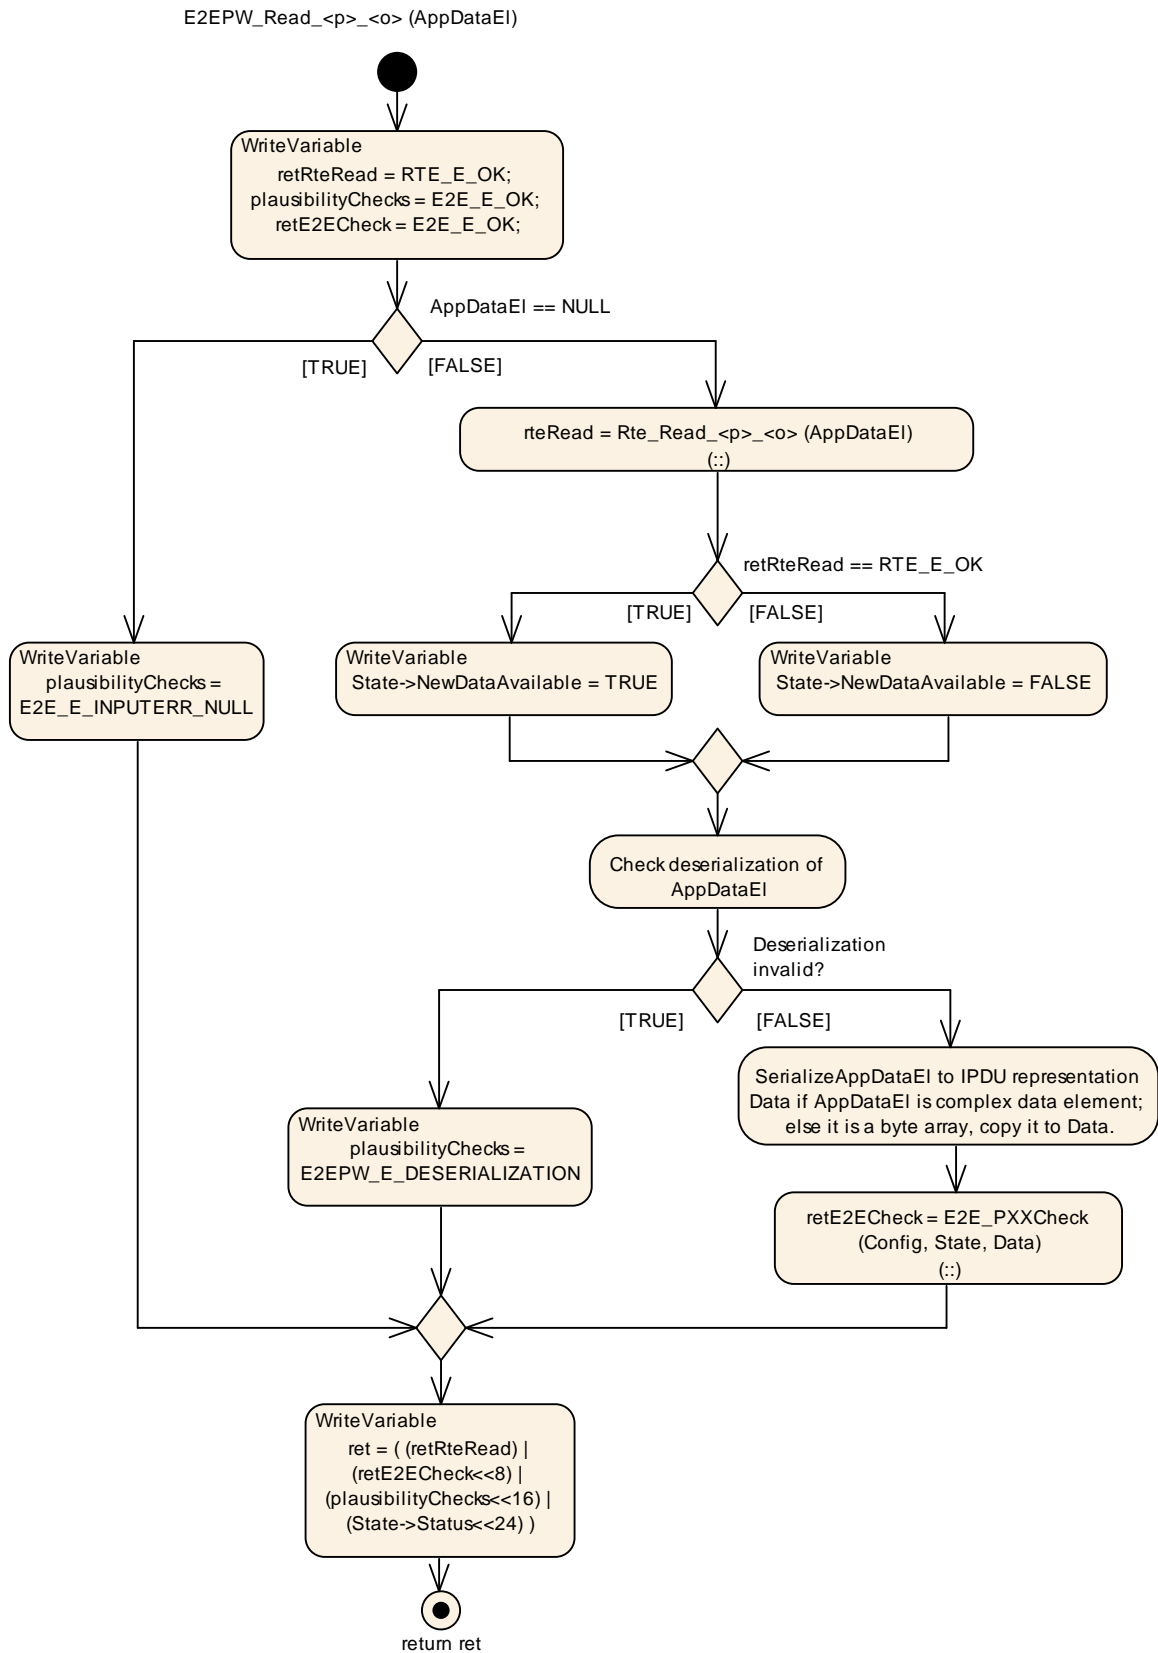 E2EPW_Read_<p>_<o> (AppDataEl)
WriteVariable
retRteRead = RTE_E_OK;
plausibilityChecks = E2E_E_OK;
retE2ECheck = E2E_E_OK;
AppDataEl == NULL
[TRUE]
[FALSE]
rteRead = Rte_Read_<p>_<o> (AppDataEl)
(::)
retRteRead == RTE_E_OK
[TRUE]
[FALSE]
WriteVariable
plausibilityChecks =
E2E_E_INPUTERR_NULL
WriteVariable
State->NewDataAvailable = TRUE
WriteVariable
State->NewDataAvailable = FALSE
Check deserialization of
AppDataEl
Deserialization
invalid?
[TRUE]
[FALSE]
SerializeAppDataEl to IPDU representation
Data if AppDataEl is complex data element;
else it is a byte array, copy it to Data.
WriteVariable
plausibilityChecks =
E2EPW_E_DESERIALIZATION
retE2ECheck = E2E_PXXCheck
(Config, State, Data)
(::)
WriteVariable
ret = ( (retRteRead) |
(retE2ECheck<<8) |
(plausibilityChecks<<16) |
(State->Status<<24) )
return ret